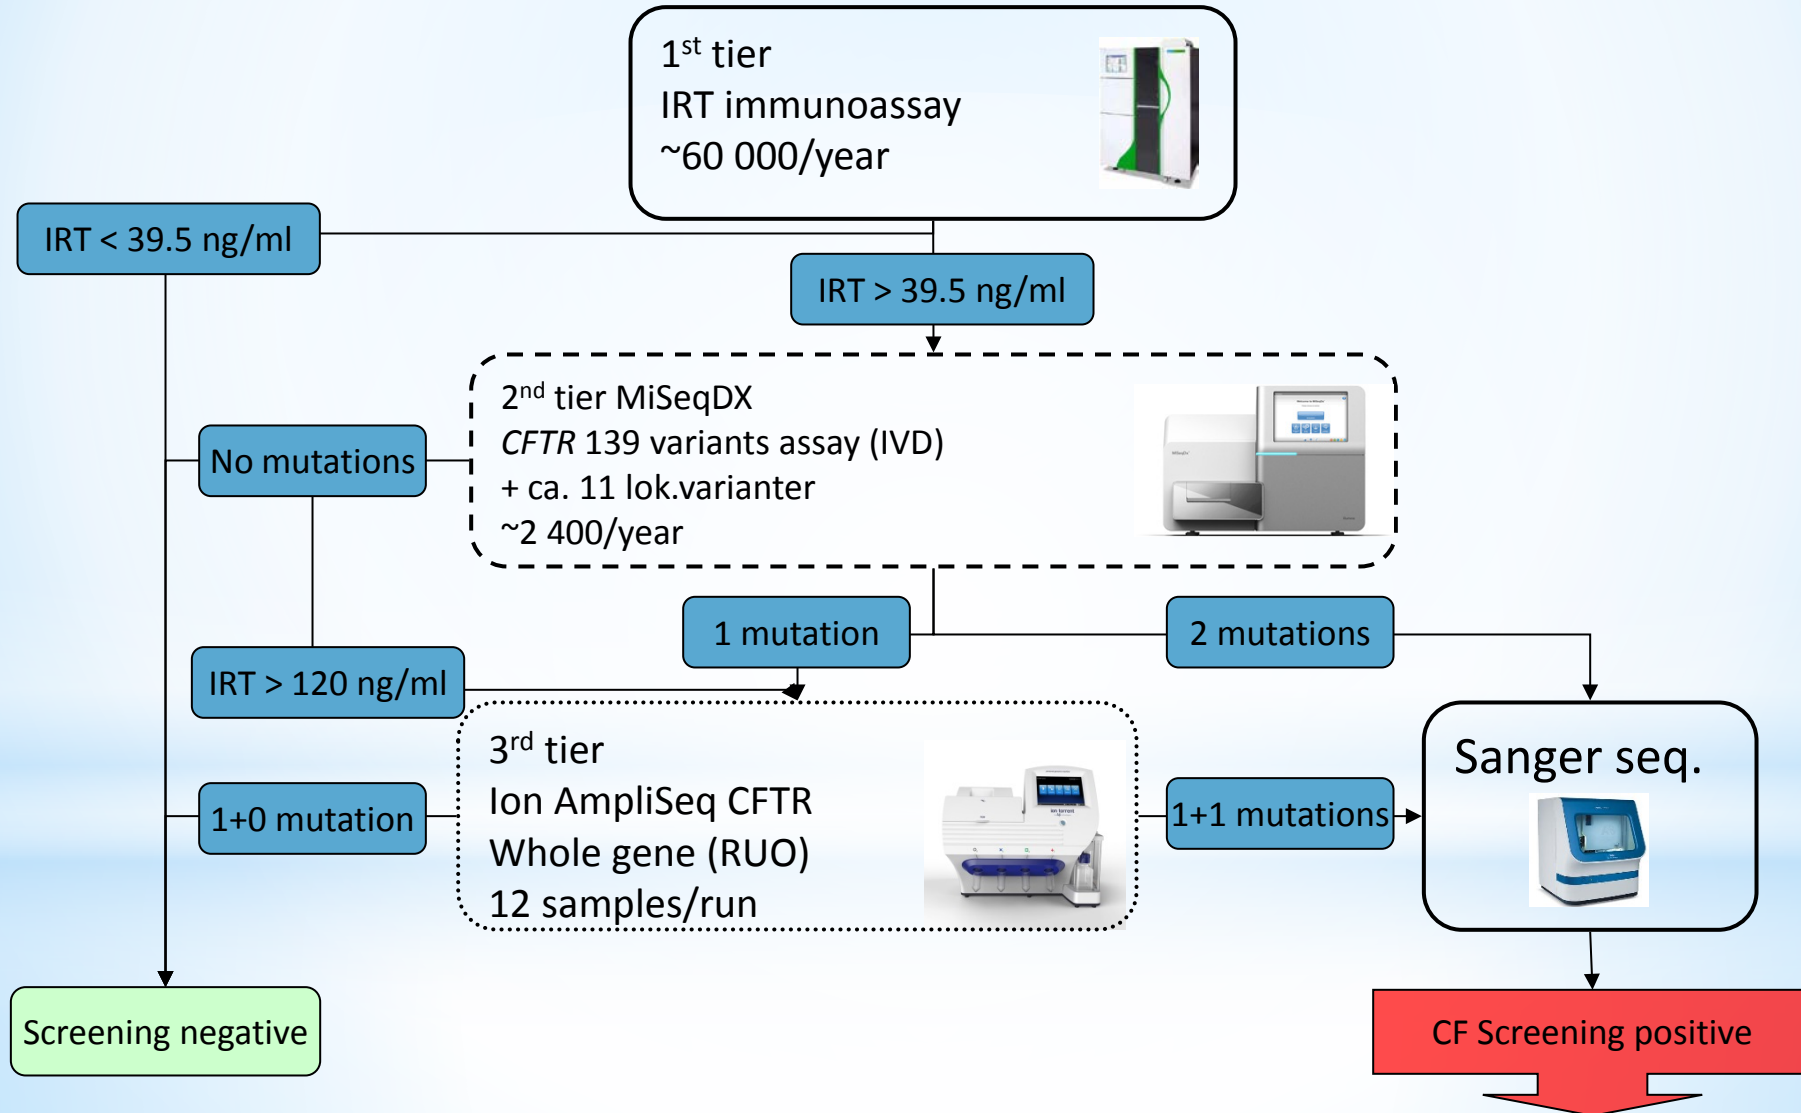 1st tier
IRT immunoassay
~60 000/year
IRT < 39.5 ng/ml
IRT > 39.5 ng/ml
2nd tier MiSeqDX
CFTR 139 variants assay (IVD)
+ ca. 11 lok.varianter
~2 400/year
No mutations
1 mutation
2 mutations
IRT > 120 ng/ml
3rd tier
Ion AmpliSeq CFTR
Whole gene (RUO)
12 samples/run
1+0 mutation
1+1 mutations
Sanger seq.
Screening negative
CF Screening positive